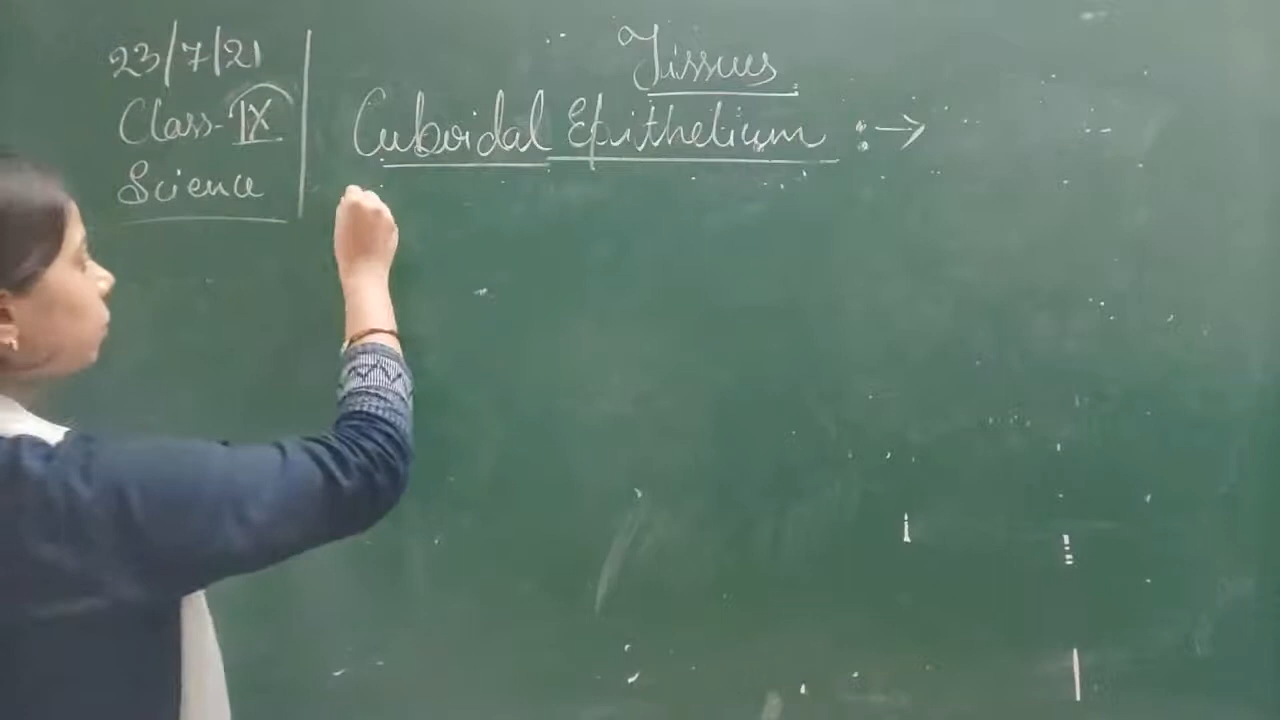 23/7/21
Class-IX
Science
Tissues
Cuboidal Epithelium :→